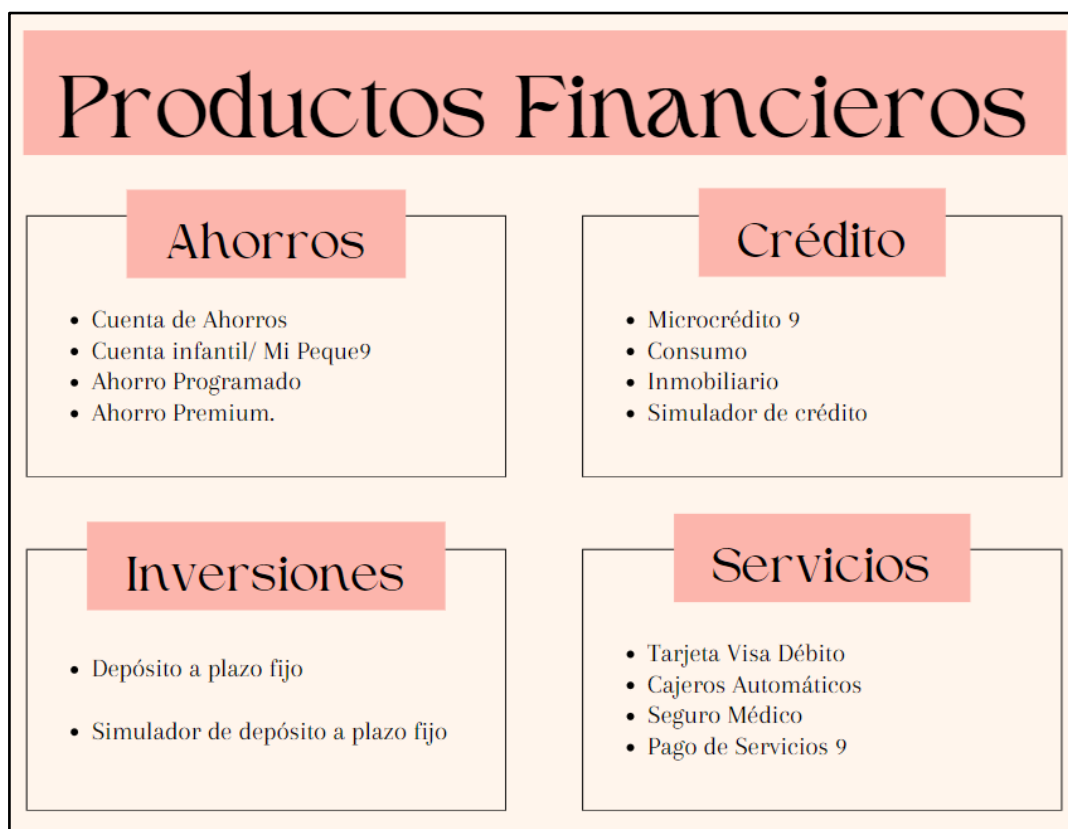 Productos Financieros
Ahorros
• Cuenta de Ahorros
• Cuenta infantil/ Mi Peque9
• Ahorro Programado
• Ahorro Premium.
Crédito
• Microcrédito 9
• Consumo
• Inmobiliario
• Simulador de crédito
Inversiones
• Depósito a plazo fijo
• Simulador de depósito a plazo fijo
Servicios
• Tarjeta Visa Débito
• Cajeros Automáticos
• Seguro Médico
• Pago de Servicios 9